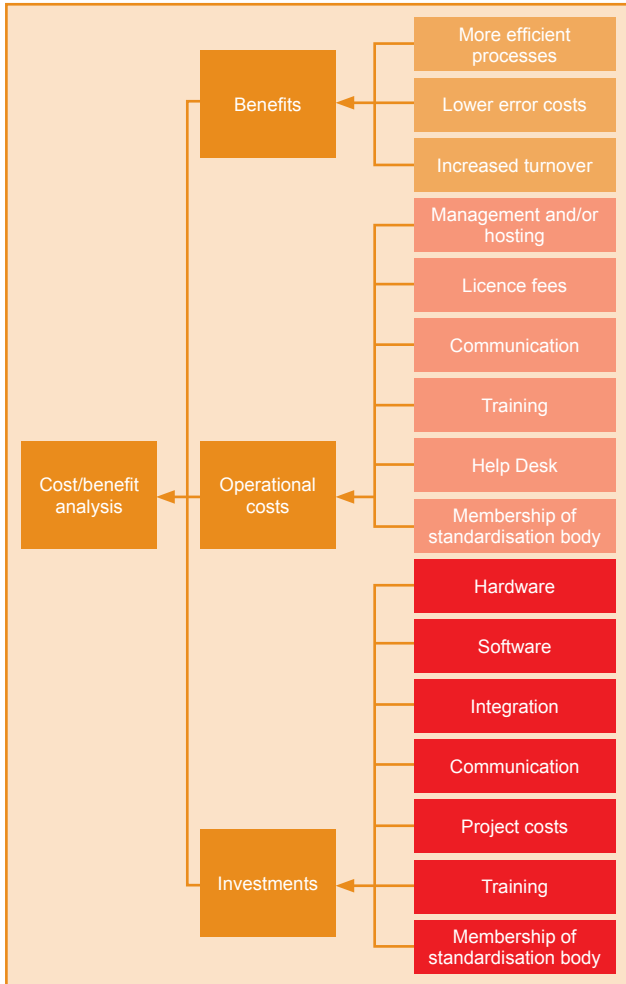 More efficient
processes
Benefits
Lower error costs
Increased turnover
Management and/or
hosting
Licence fees
Communication
Training
Help Desk
Cost/benefit
analysis
Operational
costs
Membership of
standardisation body
Hardware
Software
Integration
Communication
Project costs
Investments
Training
Membership of
standardisation body